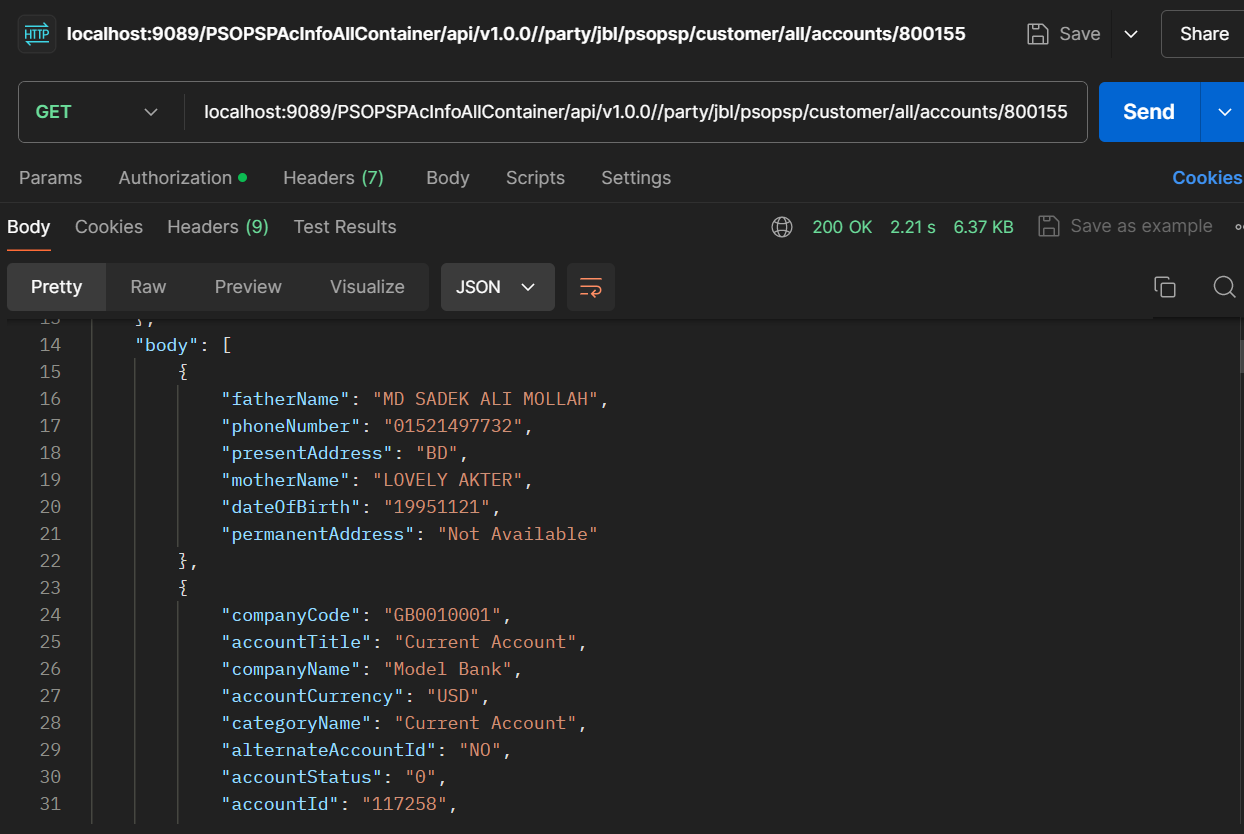 HTTP localhost:9089/PSOPSPAcInfoAllContainer/api/v1.0.0//party/jbl/psopsp/customer/all/accounts/800155 Save Share
GET localhost:9089/PSOPSPAcInfoAllContainer/api/v1.0.0//party/jbl/psopsp/customer/all/accounts/800155 Send
Params Authorization Headers (7) Body Scripts Settings Cookies
Body Cookies Headers (9) Test Results 200 OK 2.21 s 6.37 KB Save as example
Pretty Raw Preview Visualize JSON
13 },
14 "body": [
15 {
16 "fatherName": "MD SADEK ALI MOLLAH",
17 "phoneNumber": "01521497732",
18 "presentAddress": "BD",
19 "motherName": "LOVELY AKTER",
20 "dateOfBirth": "19951121",
21 "permanentAddress": "Not Available"
22 },
23 {
24 "companyCode": "GB0010001",
25 "accountTitle": "Current Account",
26 "companyName": "Model Bank",
27 "accountCurrency": "USD",
28 "categoryName": "Current Account",
29 "alternateAccountId": "NO",
30 "accountStatus": "0",
31 "accountId": "117258",